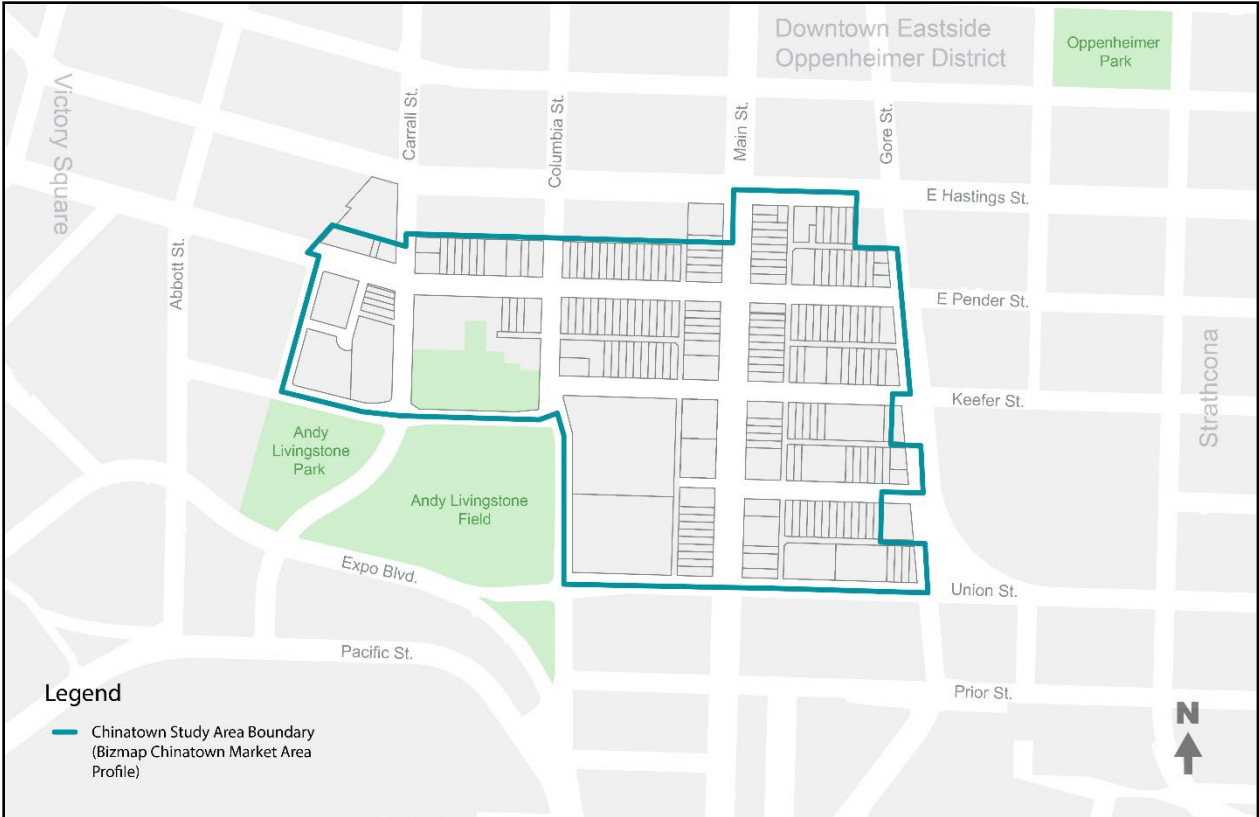 Downtown Eastside
Oppenheimer District
Oppenheimer
Park
Victory Square
Carrall St.
Columbia St.
Main St.
Gore St.
E Hastings St.
Abbott St.
E Pender St.
Strathcona
Keefer St.
Andy
Livingstone
Park
Andy Livingstone
Field
Expo Blvd.
Union St.
Pacific St.
Prior St.
Legend
Chinatown Study Area Boundary
(Bizmap Chinatown Market Area
Profile)
N